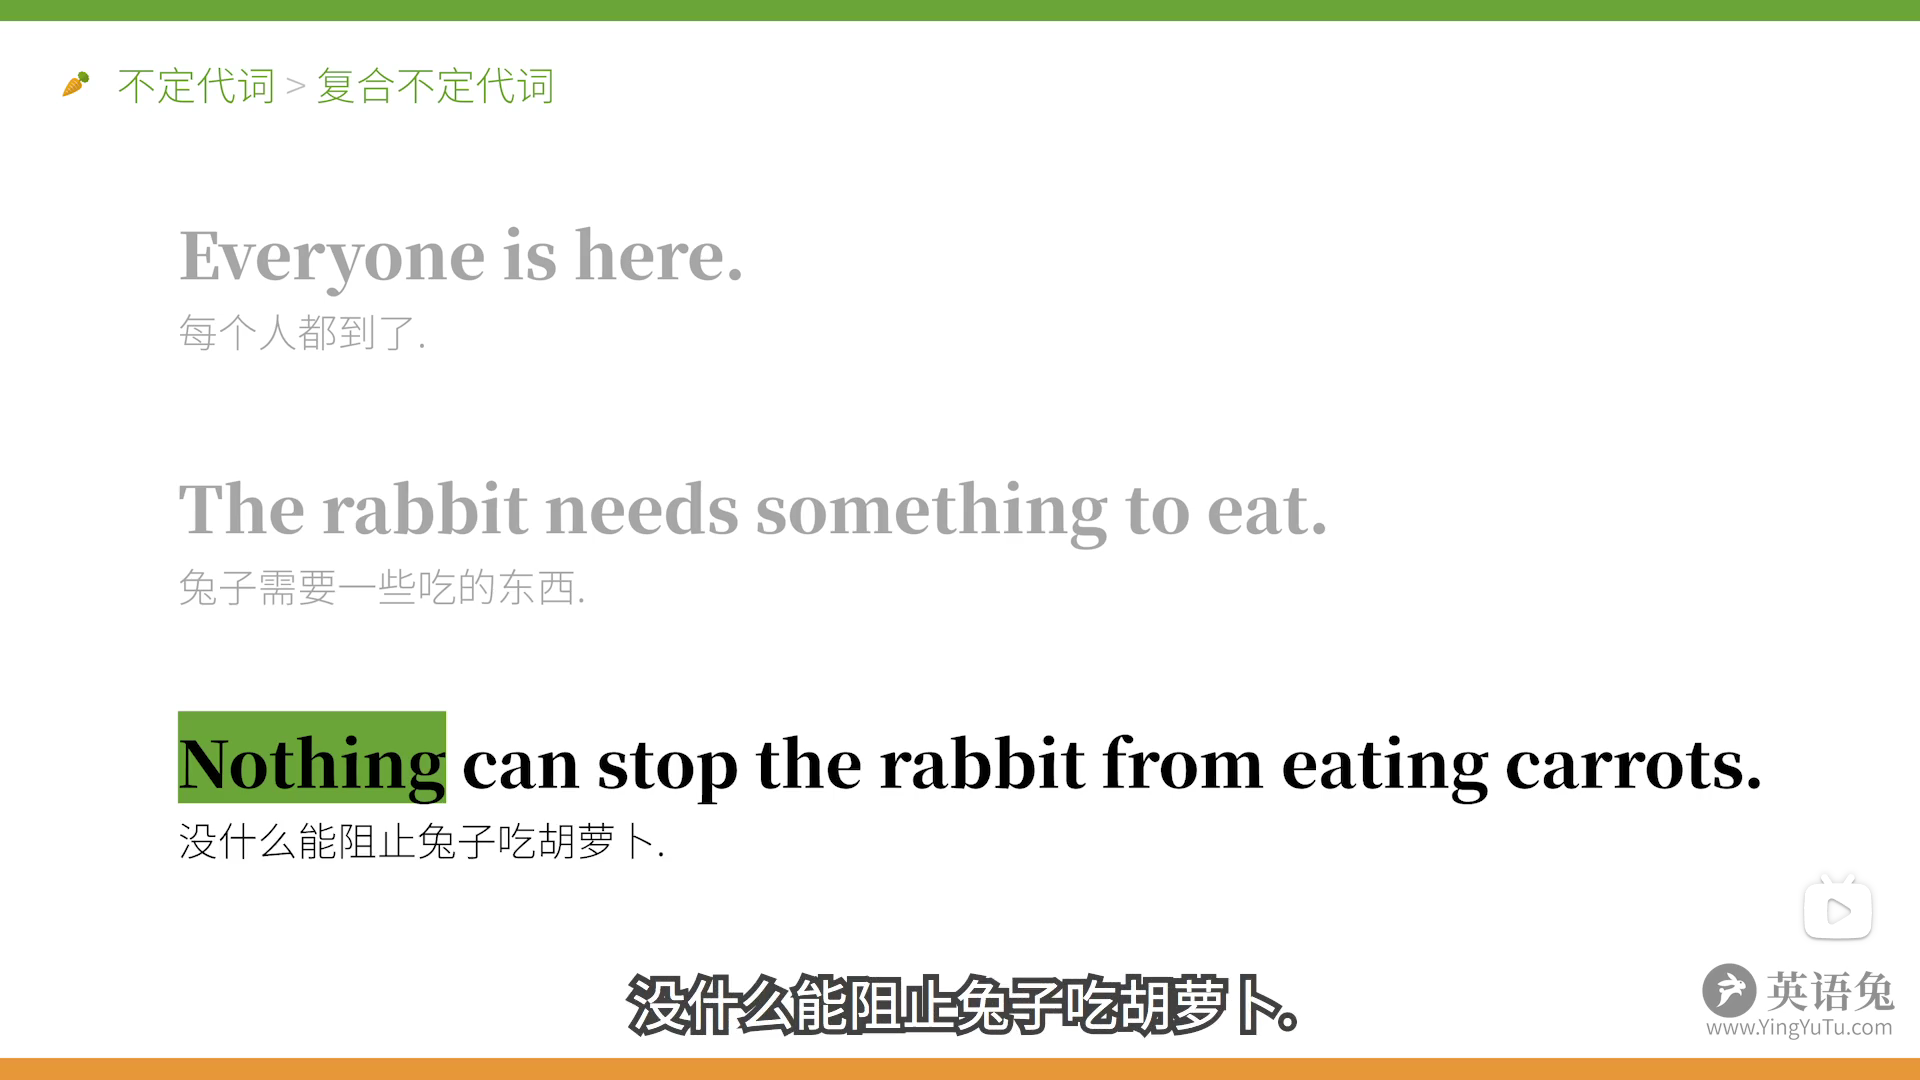 不定代词 > 复合不定代词
Everyone is here.
每个人都到了.
The rabbit needs something to eat.
兔子需要一些吃的东西.
Nothing can stop the rabbit from eating carrots.
没什么能阻止兔子吃胡萝卜.
没什么能阻止兔子吃胡萝卜。
英语兔
www.YingYuTu.com